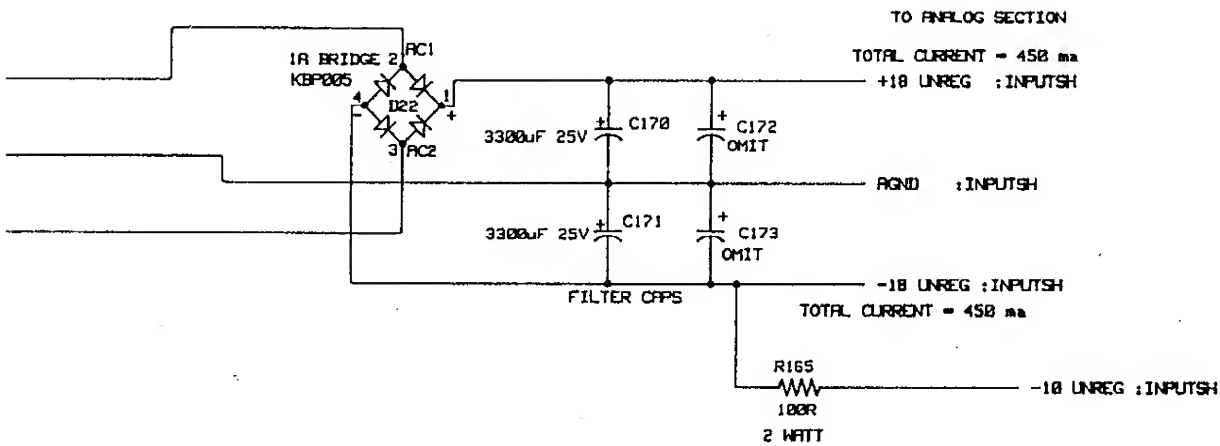 TO ANALOG SECTION
TOTAL CURRENT = 450 ma
1A BRIDGE
KBP005
2
AC1
4
-
D22
1
+
3
AC2
+18 UNREG :INPUTSH
3300uF 25V
+
C170
+
C172
OMIT
AGND :INPUTSH
3300uF 25V
+
C171
+
C173
OMIT
FILTER CAPS
-18 UNREG :INPUTSH
TOTAL CURRENT = 450 ma
R165
100R
2 WATT
-10 UNREG :INPUTSH